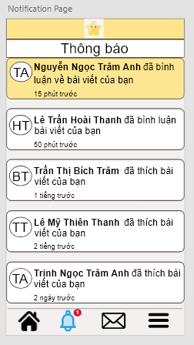 Notification Page
Thông báo
TA
Nguyễn Ngọc Trâm Anh đã bình
luận về bài viết của bạn
15 phút trước
HT
Lê Trần Hoài Thanh đã bình luận
bài viết của bạn
50 phút trước
BT
Trần Thị Bích Trâm đã thích bài
viết của bạn
1 tiếng trước
TT
Lê Mỹ Thiên Thanh đã thích bài
viết của bạn
2 tiếng trước
TA
Trịnh Ngọc Trâm Anh đã thích bài
viết của bạn
2 ngày trước
1